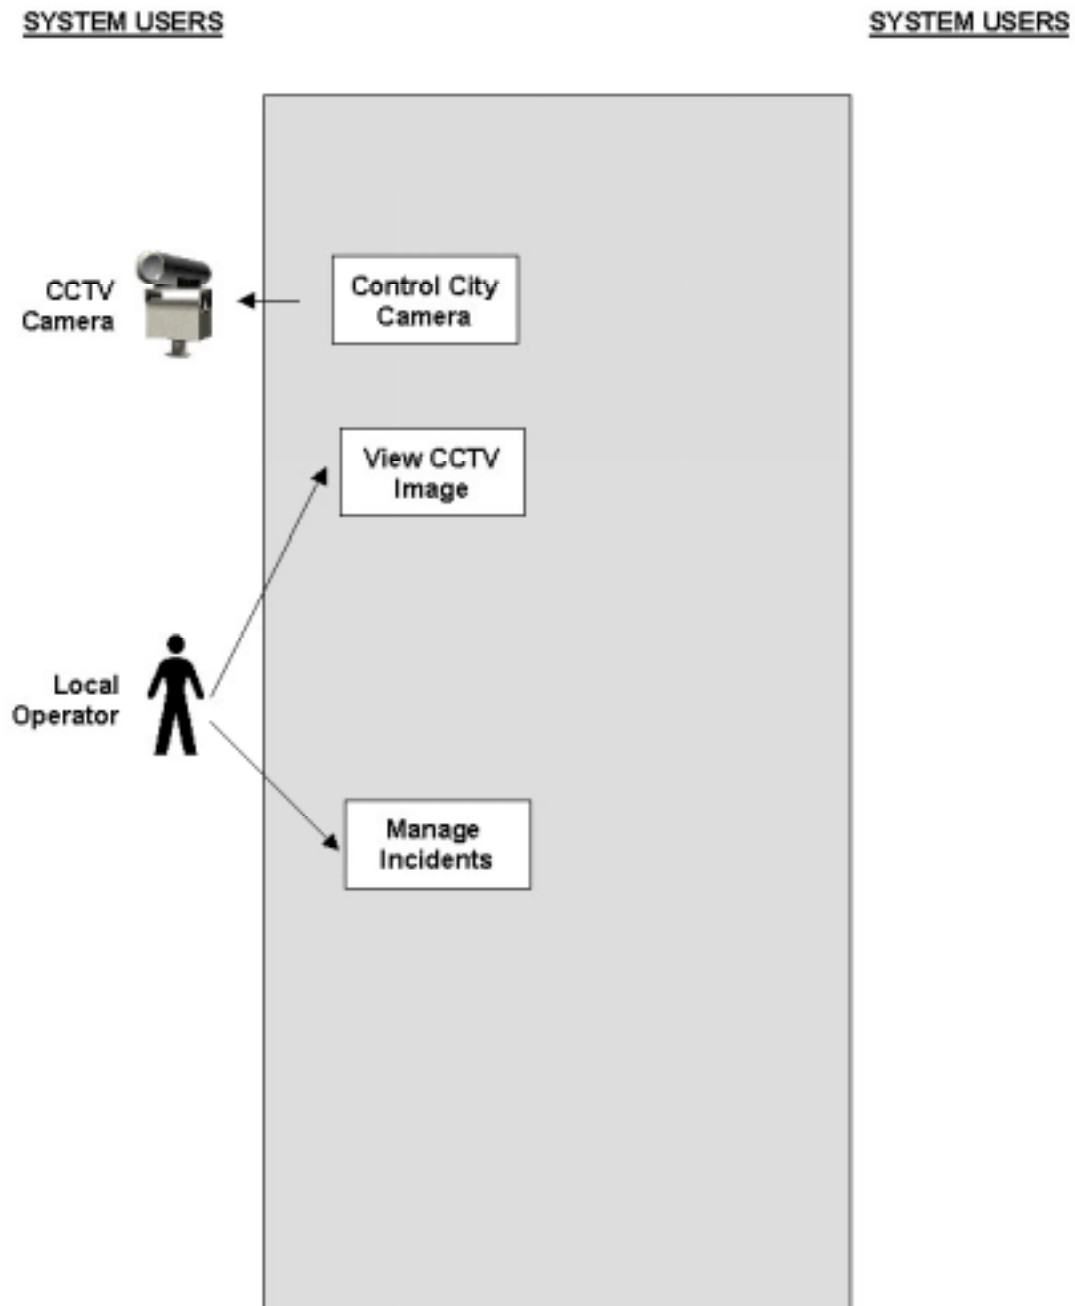 SYSTEM USERS
SYSTEM USERS
CCTV
Camera
Control City
Camera
View CCTV
Image
Local
Operator
Manage
Incidents